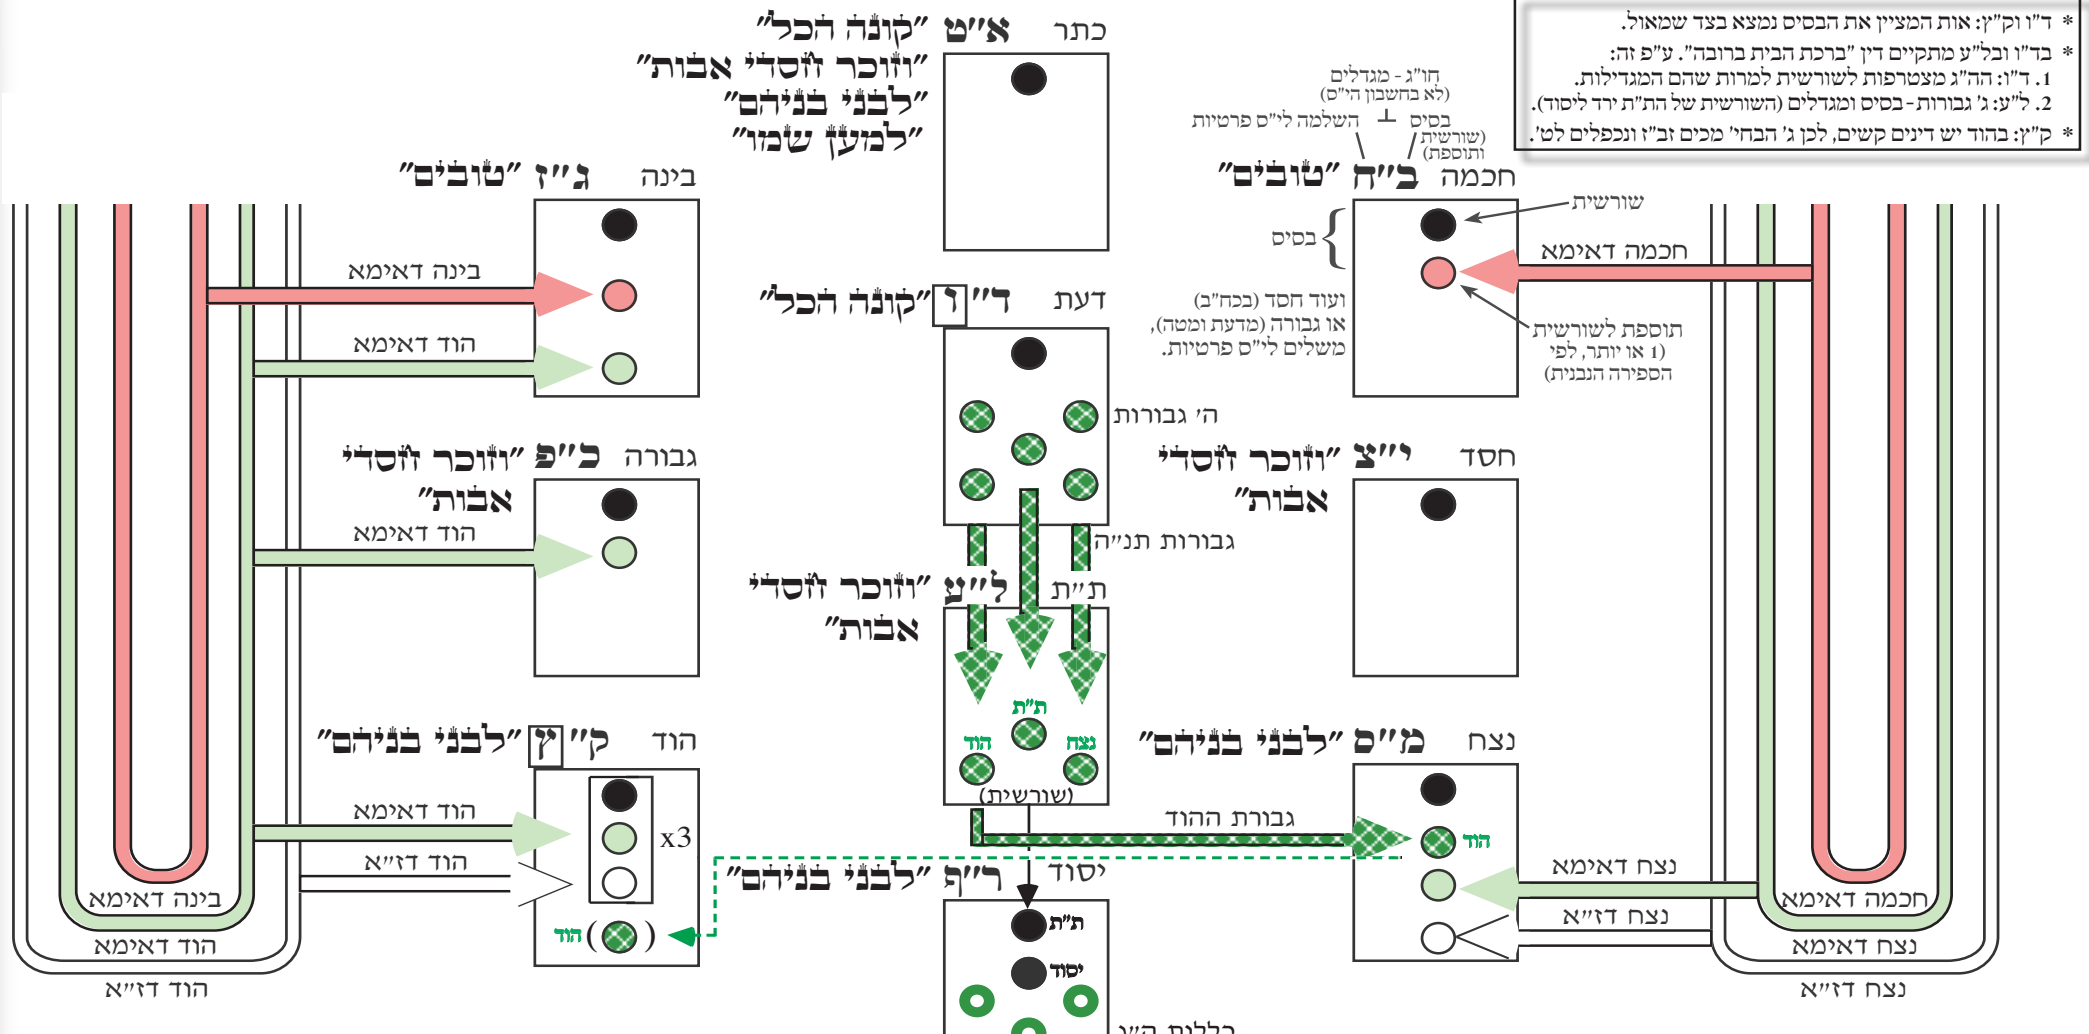 * ד"ו וק"ץ: אות המציין את הבסיס נמצא בצד שמאול.
* בד"ו ובל"ע מתקיים דין "ברכת הבית ברובה". ע"פ זה:
1. ד"ו: הה"ג מצטרפות לשורשית למרות שהם המגדילות.
2. ל"ע: ג' גבורות-בסיס ומגדלים (השורשית של הת"ת ירד ליסוד).
* ק"ץ: בהוד יש דינים קשים, לכן ג' הבחי' מכים זב"ז ונכפלים לט'.
כתר א"ט "קונה הכל"
"וזוכר חסדי אבות"
"לבני בניהם"
"למען שמו"
חו"ג - מגדלים
(לא בחשבון הי"ס)
בסיס
(שורשית
ותוספת)
השלמה לי"ס פרטיות
חכמה ב"ח "טובים"
שורשית
בסיס
חכמה דאימא
ועוד חסד (בכח"ב)
או גבורה (מדעת ומטה),
משלים לי"ס פרטיות.
תוספת לשורשית
(1 או יותר, לפי
הספירה הנבנית)
בינה ג"ז "טובים"
בינה דאימא
הוד דאימא
דעת ד"ו "קונה הכל"
ה' גבורות
גבורות תנ"ה
חסד י"צ "וזוכר חסדי
אבות"
גבורה כ"פ "וזוכר חסדי
אבות"
הוד דאימא
ת"ת ל"ע "וזוכר חסדי
אבות"
ת"ת
נצח
הוד
(שורשית)
נצח מ"ס "לבני בניהם"
גבורת ההוד
הוד
נצח דאימא
נצח דז"א
חכמה דאימא
נצח דאימא
נצח דז"א
הוד ק"ץ "לבני בניהם"
הוד דאימא
x3
הוד דז"א
( ) הוד
בינה דאימא
הוד דאימא
הוד דז"א
יסוד ר"ף "לבני בניהם"
ת"ת
יסוד
כללות ה"ג